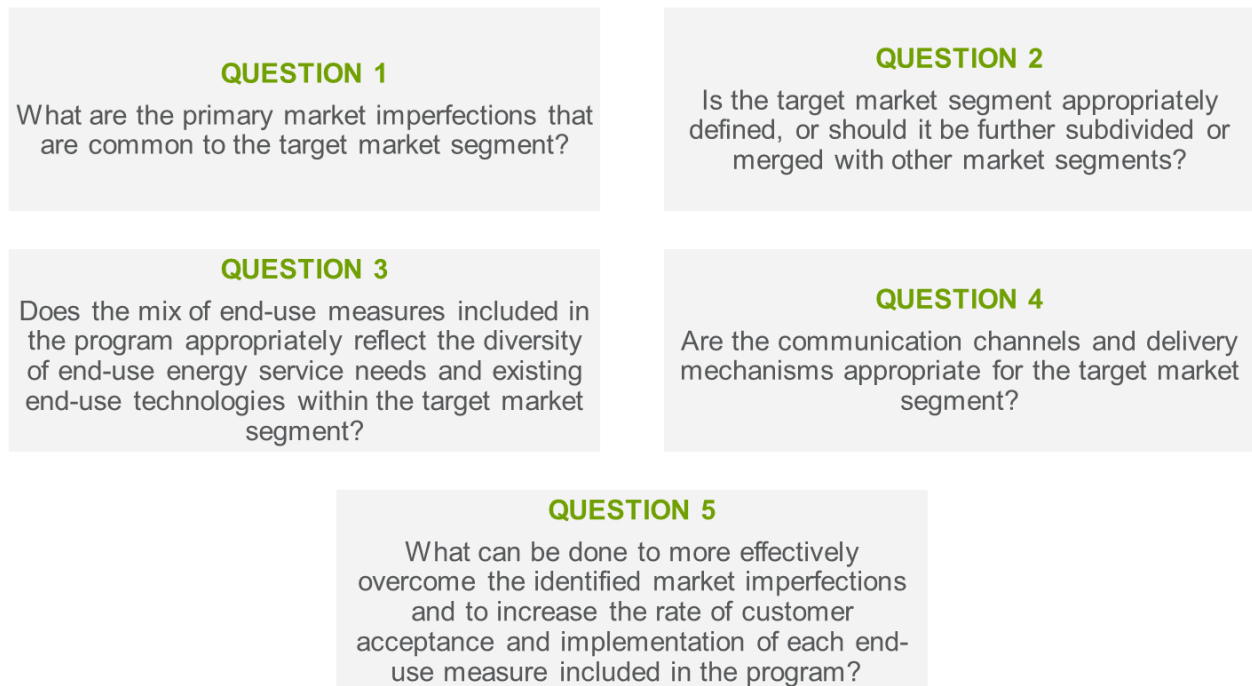 QUESTION 1
What are the primary market imperfections that
are common to the target market segment?
QUESTION 2
Is the target market segment appropriately
defined, or should it be further subdivided or
merged with other market segments?
QUESTION 3
Does the mix of end-use measures included in
the program appropriately reflect the diversity
of end-use energy service needs and existing
end-use technologies within the target market
segment?
QUESTION 4
Are the communication channels and delivery
mechanisms appropriate for the target market
segment?
QUESTION 5
What can be done to more effectively
overcome the identified market imperfections
and to increase the rate of customer
acceptance and implementation of each end-
use measure included in the program?